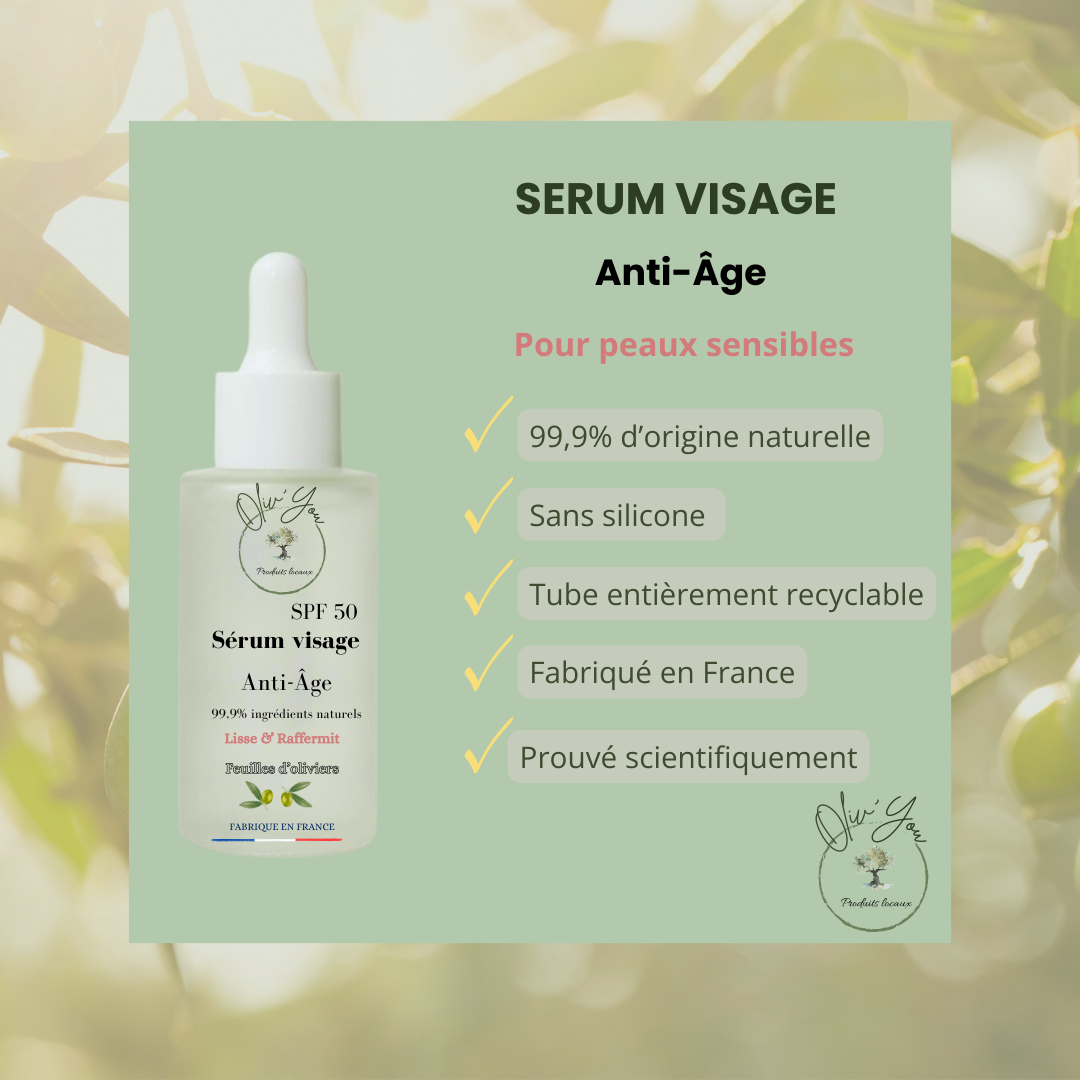 SERUM VISAGE
Anti-Âge
Pour peaux sensibles
99,9% d’origine naturelle
Sans silicone
Tube entièrement recyclable
Fabriqué en France
Prouvé scientifiquement
Oliv' You
Produits locaux
SPF 50
Sérum visage
Anti-Âge
99.9% ingrédients naturels
Lisse & Raffermit
Feuilles d’oliviers
FABRIQUE EN FRANCE
Oliv' You
Produits locaux